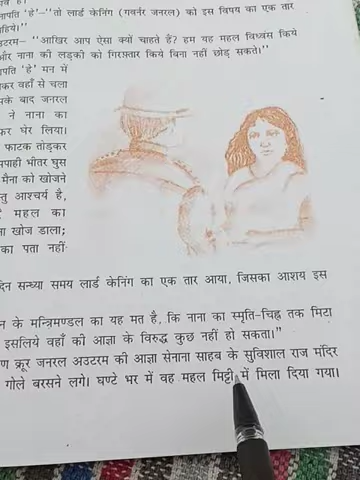 पति 'हे'–"तो लार्ड केनिंग (गवर्नर जनरल) को इस विषय का एक तार
हिये।"
उटरम– "आखिर आप ऐसा क्यों चाहते हैं? हम यह महल विध्वंस किये
और नाना की लड़की को गिरफ़्तार किये बिना नहीं छोड़ सकते।"
पति 'हे' मन में
कर वहाँ से चला
के बाद जनरल
ने नाना का
फर घेर लिया।
फाटक तोड़कर
सपाही भीतर घुस
मैना को खोजने
तु आश्चर्य है,
महल का
ा खोज डाला;
का पता नहीं
दिन सन्ध्या समय लार्ड केनिंग का एक तार आया, जिसका आशय इस
न के मन्त्रिमण्डल का यह मत है, कि नाना का स्मृति-चिह्न तक मिटा
इसलिये वहाँ की आज्ञा के विरुद्ध कुछ नहीं हो सकता।"
ण क्रूर जनरल अउटरम की आज्ञा से नाना साहब के सुविशाल राज मंदिर
गोले बरसने लगे। घण्टे भर में वह महल मिट्टी में मिला दिया गया।